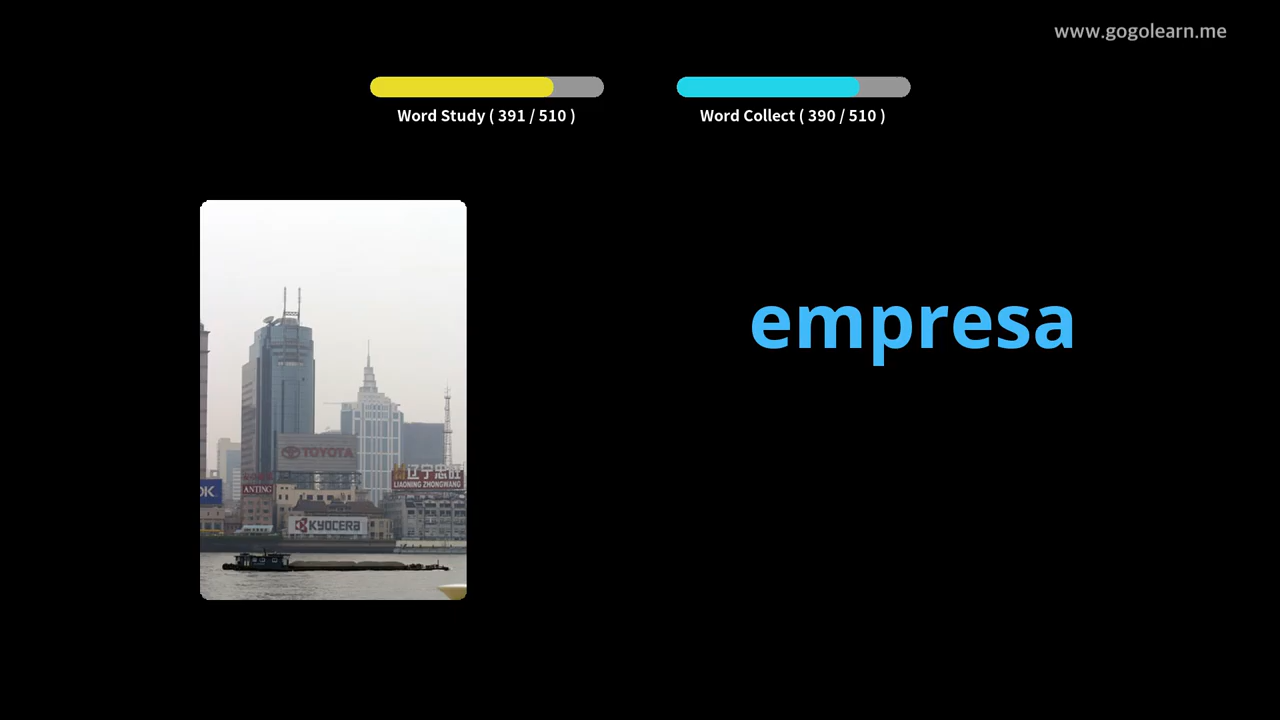 www.gogolearn.me
Word Study ( 391 / 510 )
Word Collect ( 390 / 510 )
empresa
TOYOTA
辽宁忠旺
LIAONING ZHONGWANG
ANTING
KYOCERA